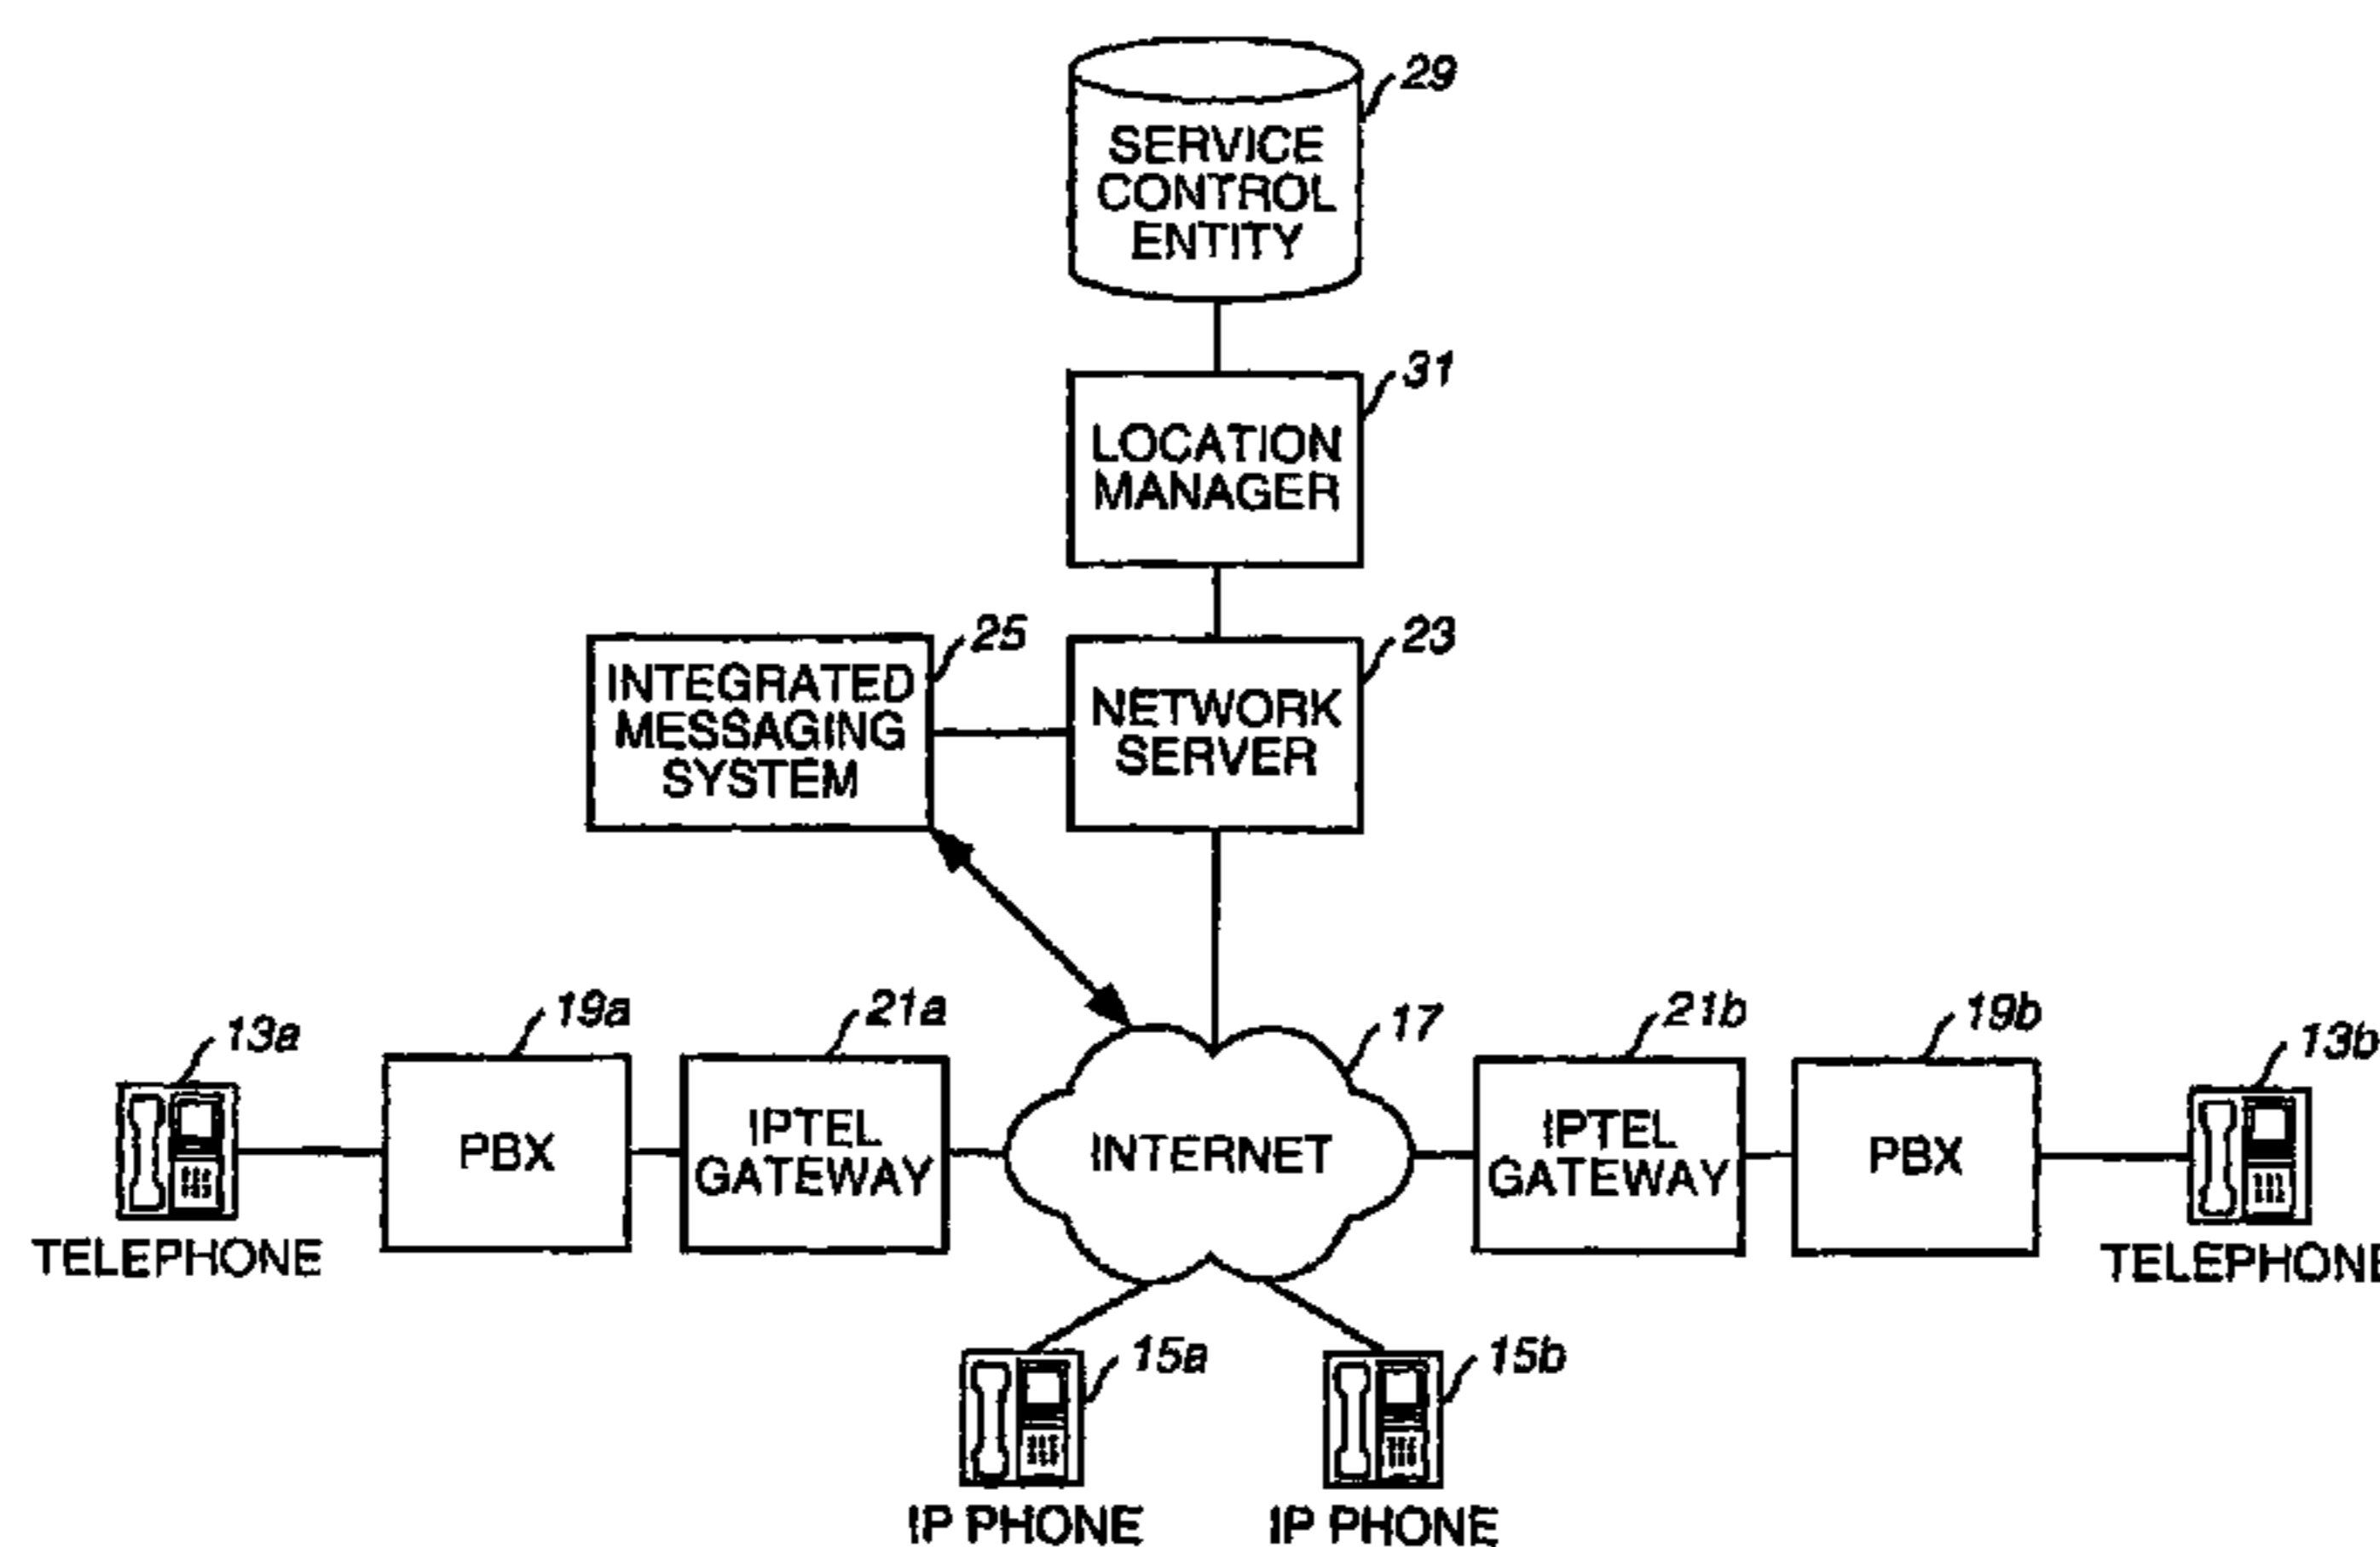 29
SERVICE
CONTROL
ENTITY
31
LOCATION
MANAGER
25
INTEGRATED
MESSAGING
SYSTEM
23
NETWORK
SERVER
13a
TELEPHONE
19a
PBX
21a
IPTEL
GATEWAY
17
INTERNET
21b
IPTEL
GATEWAY
19b
PBX
13b
TELEPHONE
15a
IP PHONE
15b
IP PHONE